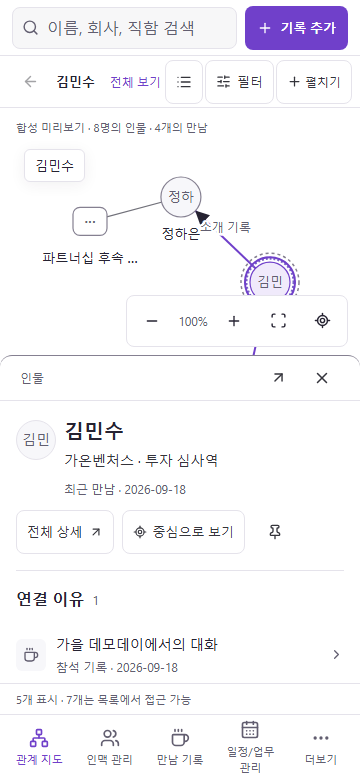 이름, 회사, 직함 검색
기록 추가
김민수
전체 보기
필터
펼치기
합성 미리보기 · 8명의 인물 · 4개의 만남
김민수
정하
소개 기록
정하은
파트너십 후속 ...
김민
100%
인물
김민
김민수
가온벤처스 · 투자 심사역
최근 만남 · 2026-09-18
전체 상세
중심으로 보기
연결 이유 1
가을 데모데이에서의 대화
참석 기록 · 2026-09-18
5개 표시 · 7개는 목록에서 접근 가능
관계 지도
인맥 관리
만남 기록
일정/업무
관리
더보기